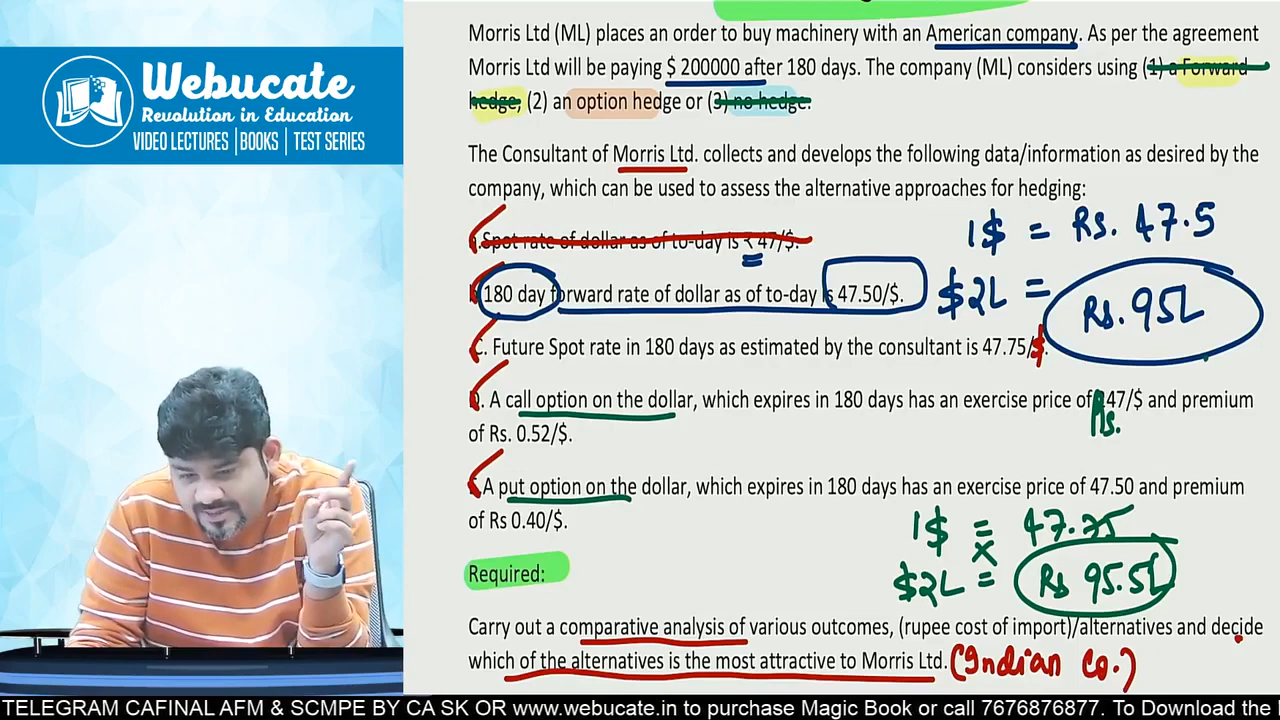 Webucate
Revolution in Education
VIDEO LECTURES | BOOKS | TEST SERIES
Morris Ltd (ML) places an order to buy machinery with an American company. As per the agreement
Morris Ltd will be paying $ 200000 after 180 days. The company (ML) considers using (1) a Forward
hedge, (2) an option hedge or (3) no hedge.
The Consultant of Morris Ltd. collects and develops the following data/information as desired by the
company, which can be used to assess the alternative approaches for hedging:
Spot rate of dollar as of to-day is ₹ 47/$.
180 day forward rate of dollar as of to-day is 47.50/$.
C. Future Spot rate in 180 days as estimated by the consultant is 47.75/$.
D. A call option on the dollar, which expires in 180 days has an exercise price of 47/$ and premium
of Rs. 0.52/$.
A put option on the dollar, which expires in 180 days has an exercise price of 47.50 and premium
of Rs 0.40/$.
Required:
Carry out a comparative analysis of various outcomes, (rupee cost of import)/alternatives and decide
which of the alternatives is the most attractive to Morris Ltd. (Indian Co.)
1$ = Rs. 47.5
$2L = Rs. 95L
Rs.
1$ = 47.75
x
$2L = Rs 95.5L
TELEGRAM CAFINAL AFM & SCMPE BY CA SK OR www.webucate.in to purchase Magic Book or call 7676876877. To Download the